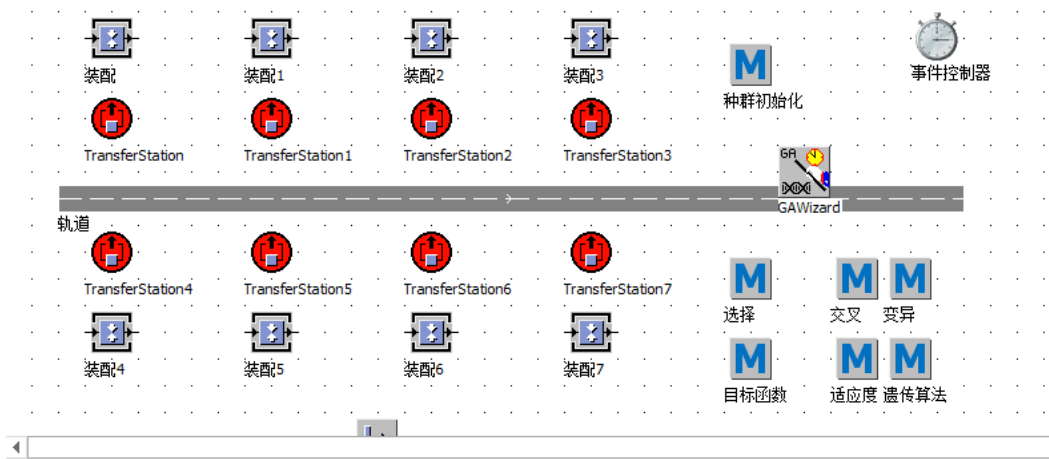 装配
装配1
装配2
装配3
M
种群初始化
事件控制器
TransferStation
TransferStation1
TransferStation2
TransferStation3
GA
GAWizard
轨道
TransferStation4
TransferStation5
TransferStation6
TransferStation7
M
选择
M
交叉
M
变异
装配4
装配5
装配6
装配7
M
目标函数
M
适应度
M
遗传算法